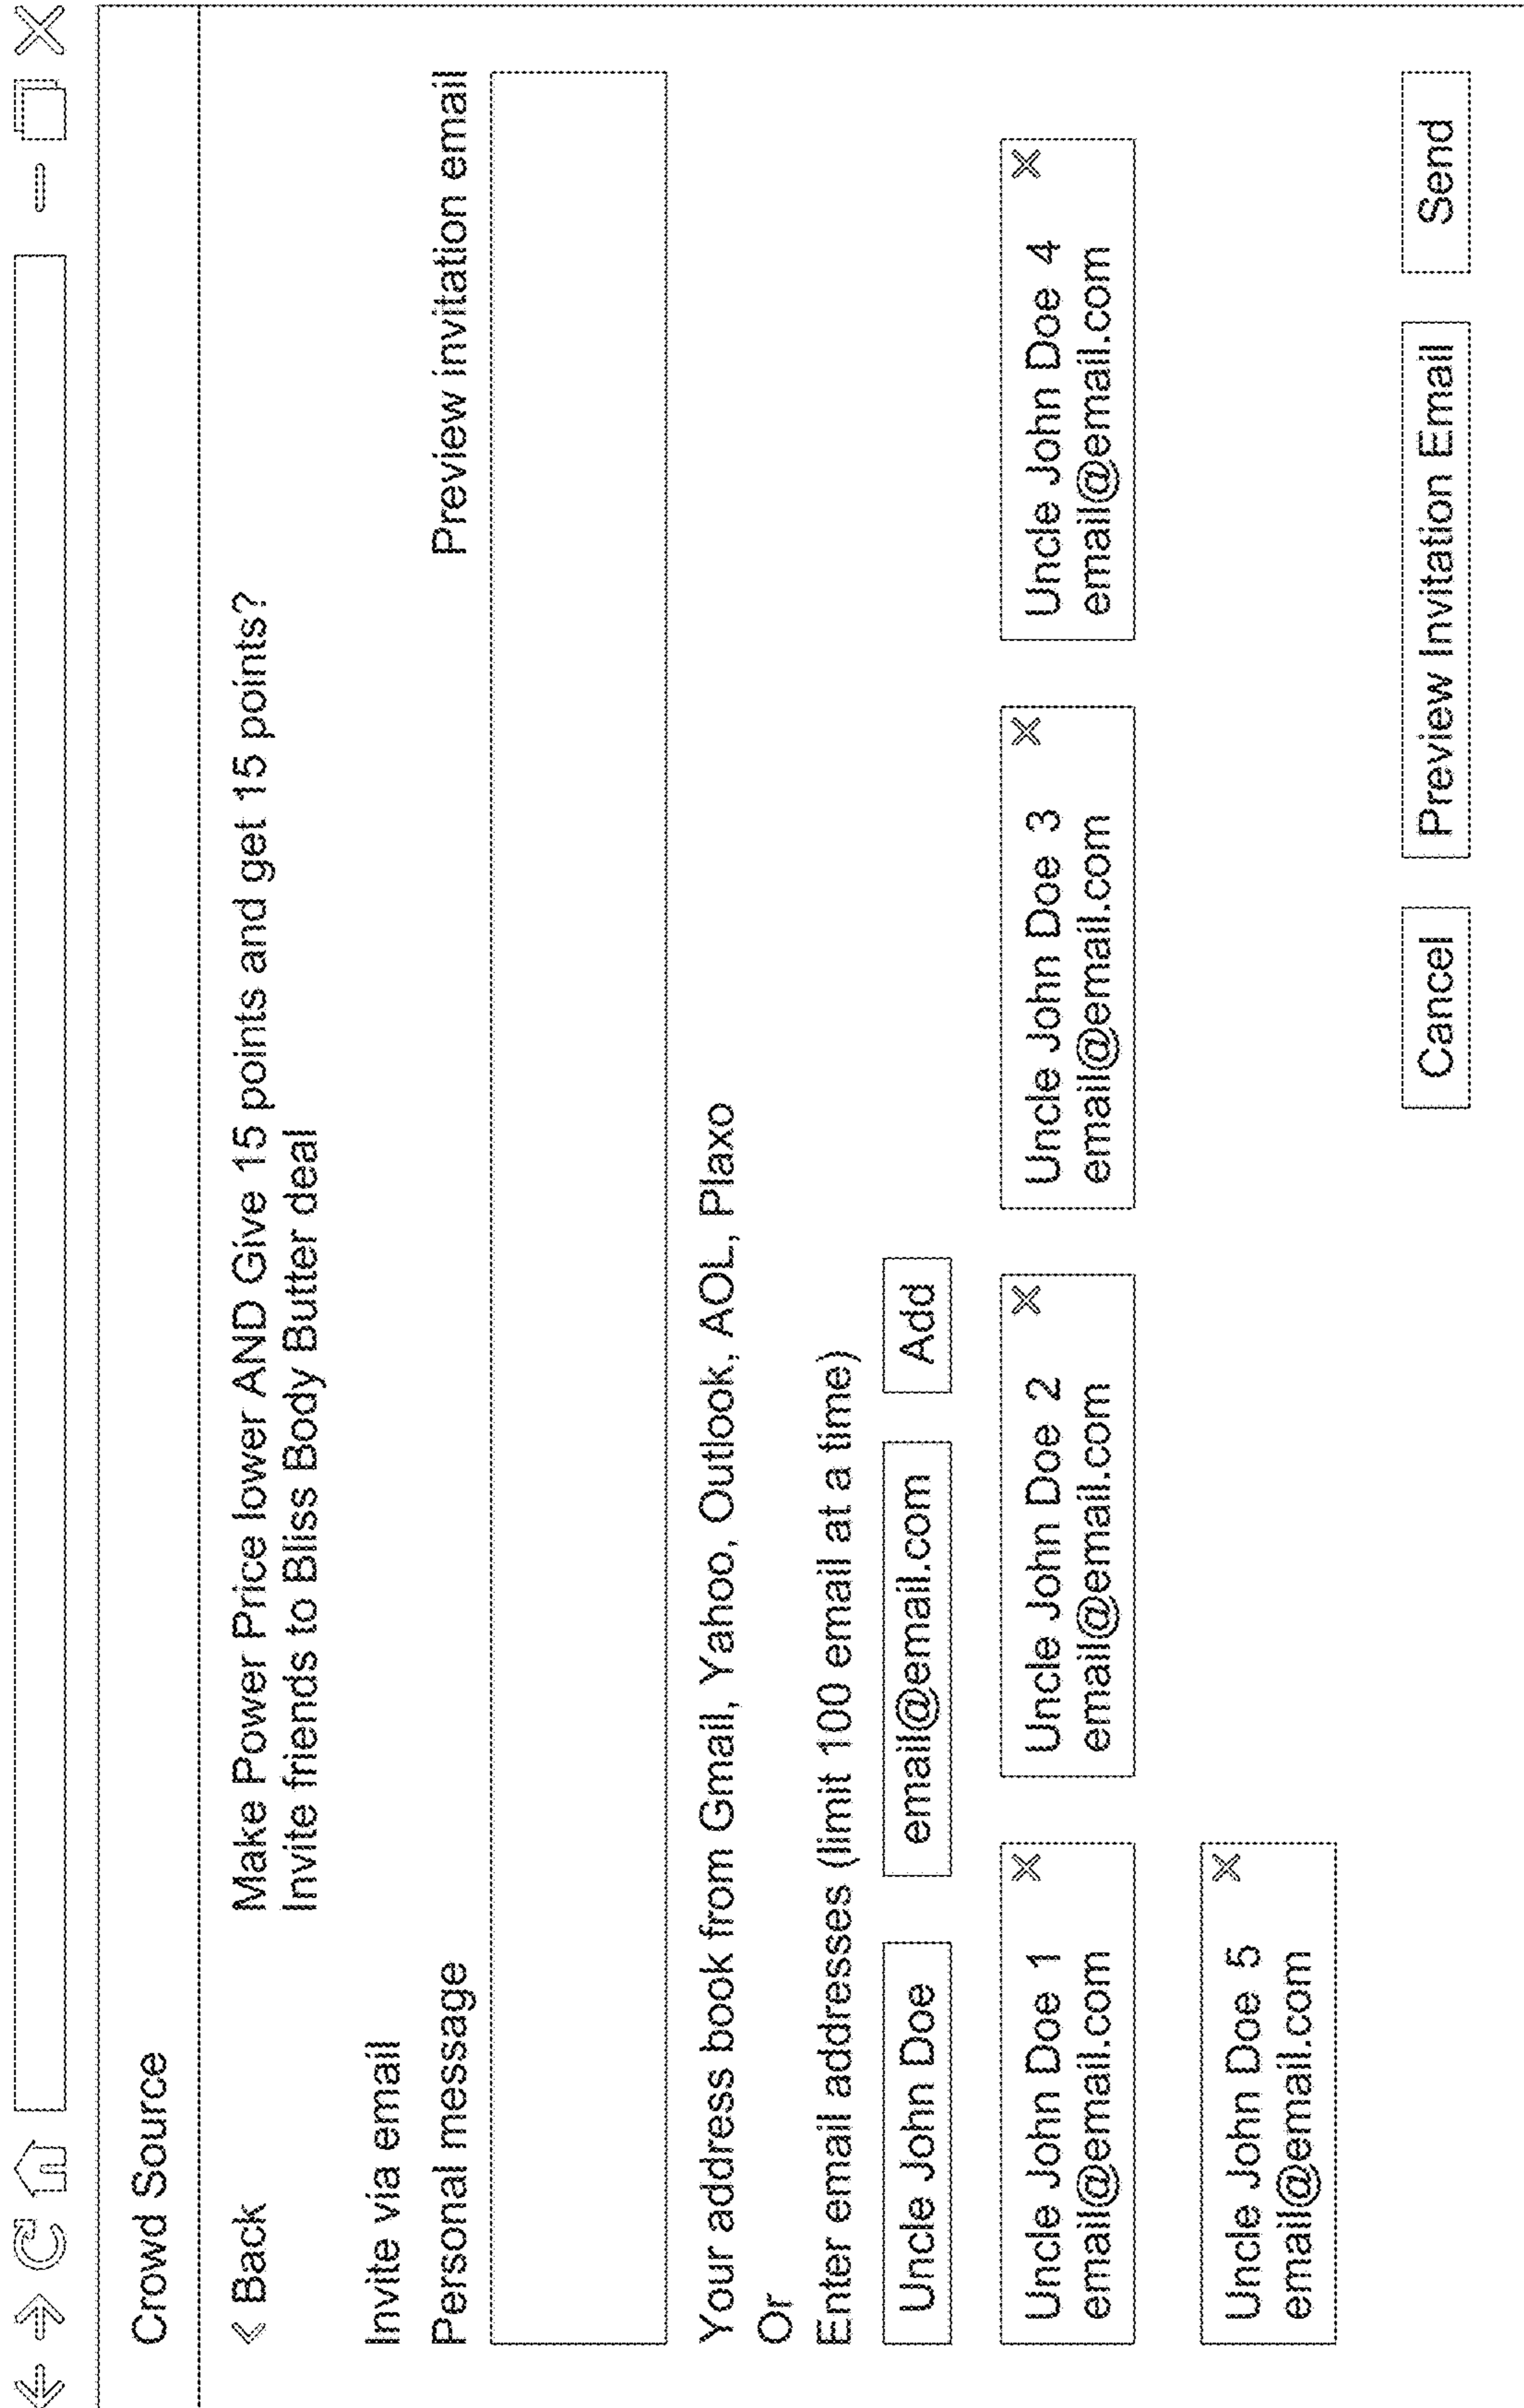 Crowd Source
< Back
Make Power Price lower AND Give 15 points and get 15 points?
Invite friends to Bliss Body Butter deal
Invite via email
Personal message
Preview invitation email
Your address book from Gmail, Yahoo, Outlook, AOL, Plaxo
Or
Enter email addresses (limit 100 email at a time)
Uncle John Doe
email@email.com
Add
Uncle John Doe 1
email@email.com
Uncle John Doe 2
email@email.com
Uncle John Doe 3
email@email.com
Uncle John Doe 4
email@email.com
Uncle John Doe 5
email@email.com
Cancel
Preview Invitation Email
Send